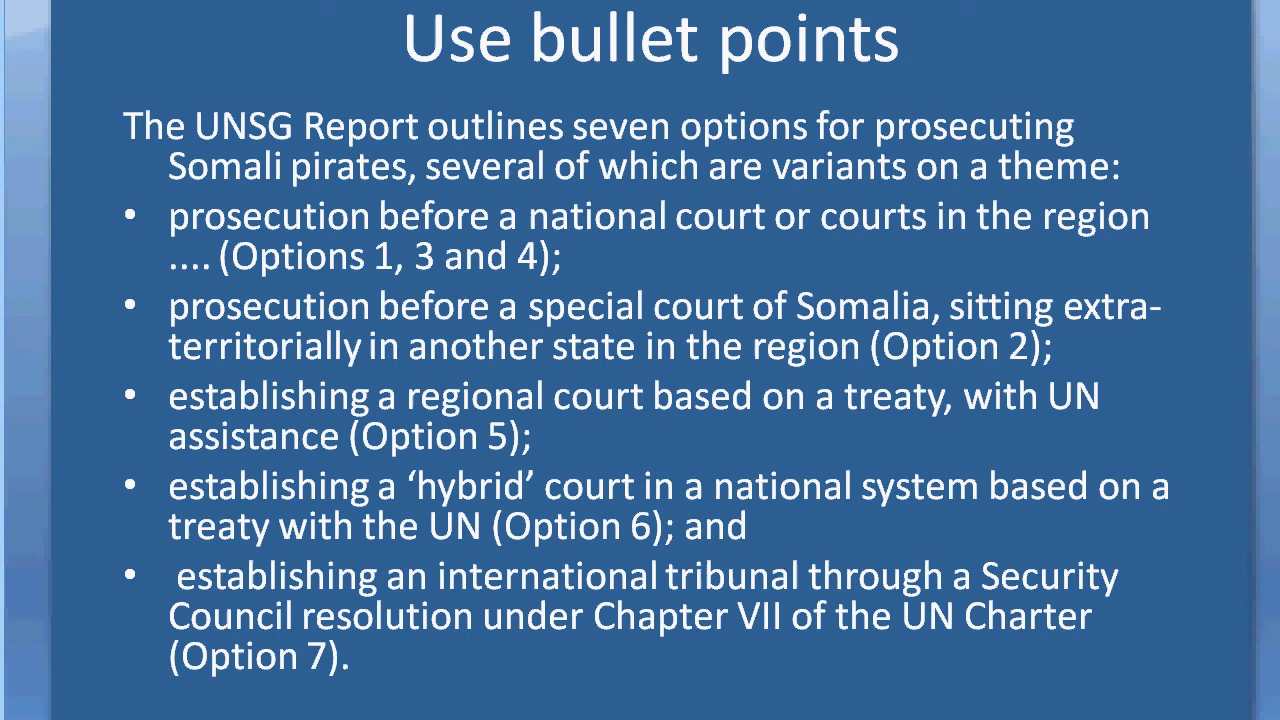 Use bullet points
The UNSG Report outlines seven options for prosecuting
Somali pirates, several of which are variants on a theme:
• prosecution before a national court or courts in the region
.... (Options 1, 3 and 4);
• prosecution before a special court of Somalia, sitting extra-
territorially in another state in the region (Option 2);
• establishing a regional court based on a treaty, with UN
assistance (Option 5);
• establishing a ‘hybrid’ court in a national system based on a
treaty with the UN (Option 6); and
• establishing an international tribunal through a Security
Council resolution under Chapter VII of the UN Charter
(Option 7).